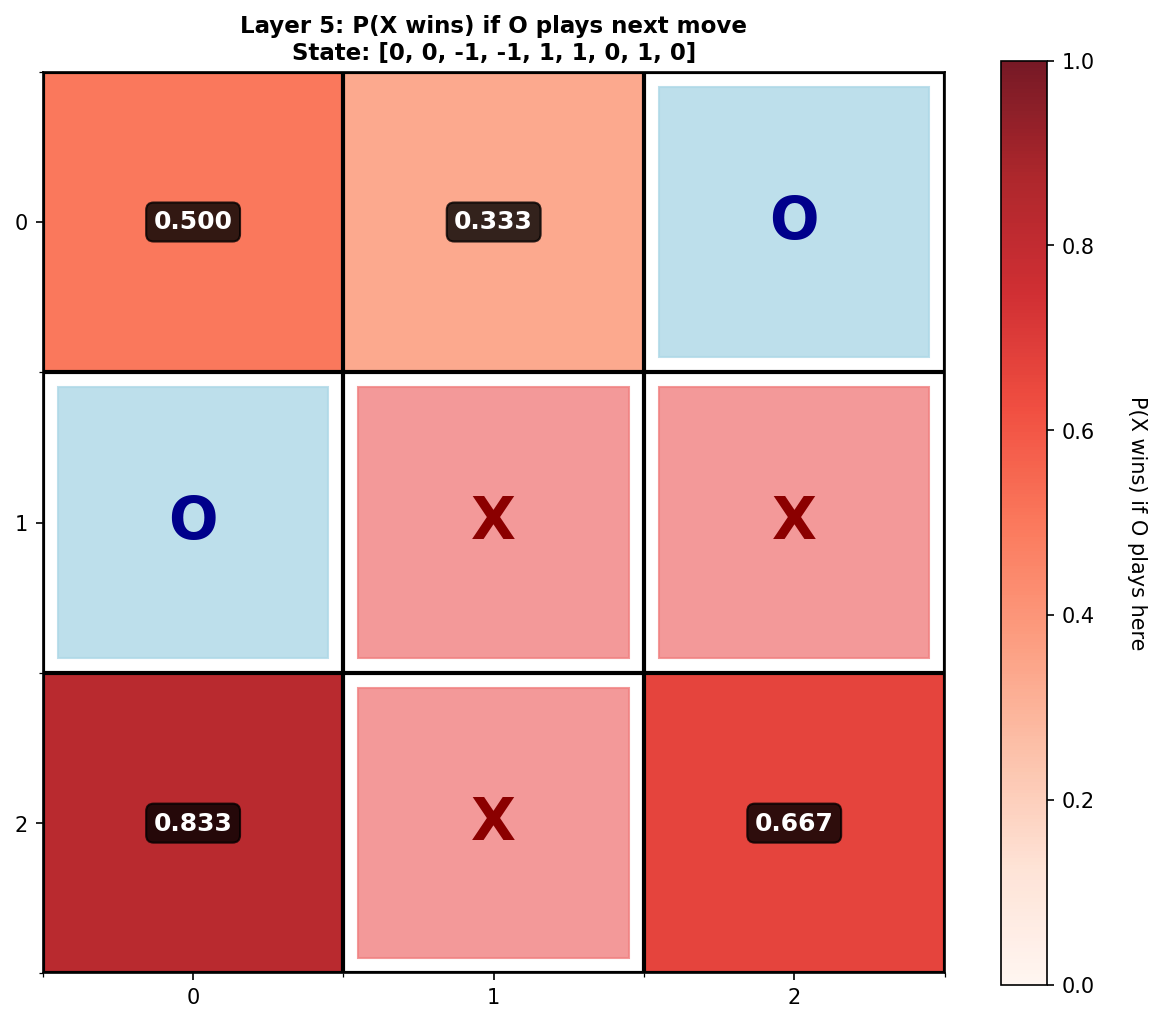 Layer 5: P(X wins) if O plays next move
State: [0, 0, -1, -1, 1, 1, 0, 1, 0]
0
0.500
0.333
O
1
O
X
X
2
0.833
X
0.667
0
1
2
1.0
0.8
0.6
0.4
0.2
0.0
P(X wins) if O plays here